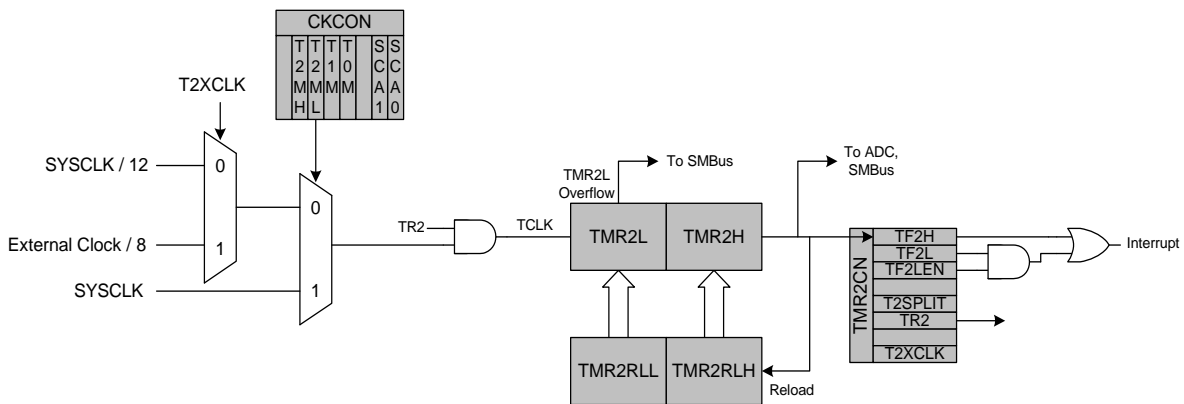 CKCON
T2MH
T2ML
T1M
T0M
SCA1
SCA0
T2XCLK
SYSCLK / 12
0
External Clock / 8
1
0
SYSCLK
1
TR2
TCLK
TMR2L
Overflow
To SMBus
To ADC,
SMBus
TMR2L
TMR2H
TMR2RLL
TMR2RLH
Reload
TMR2CN
TF2H
TF2L
TF2LEN
T2SPLIT
TR2
T2XCLK
Interrupt